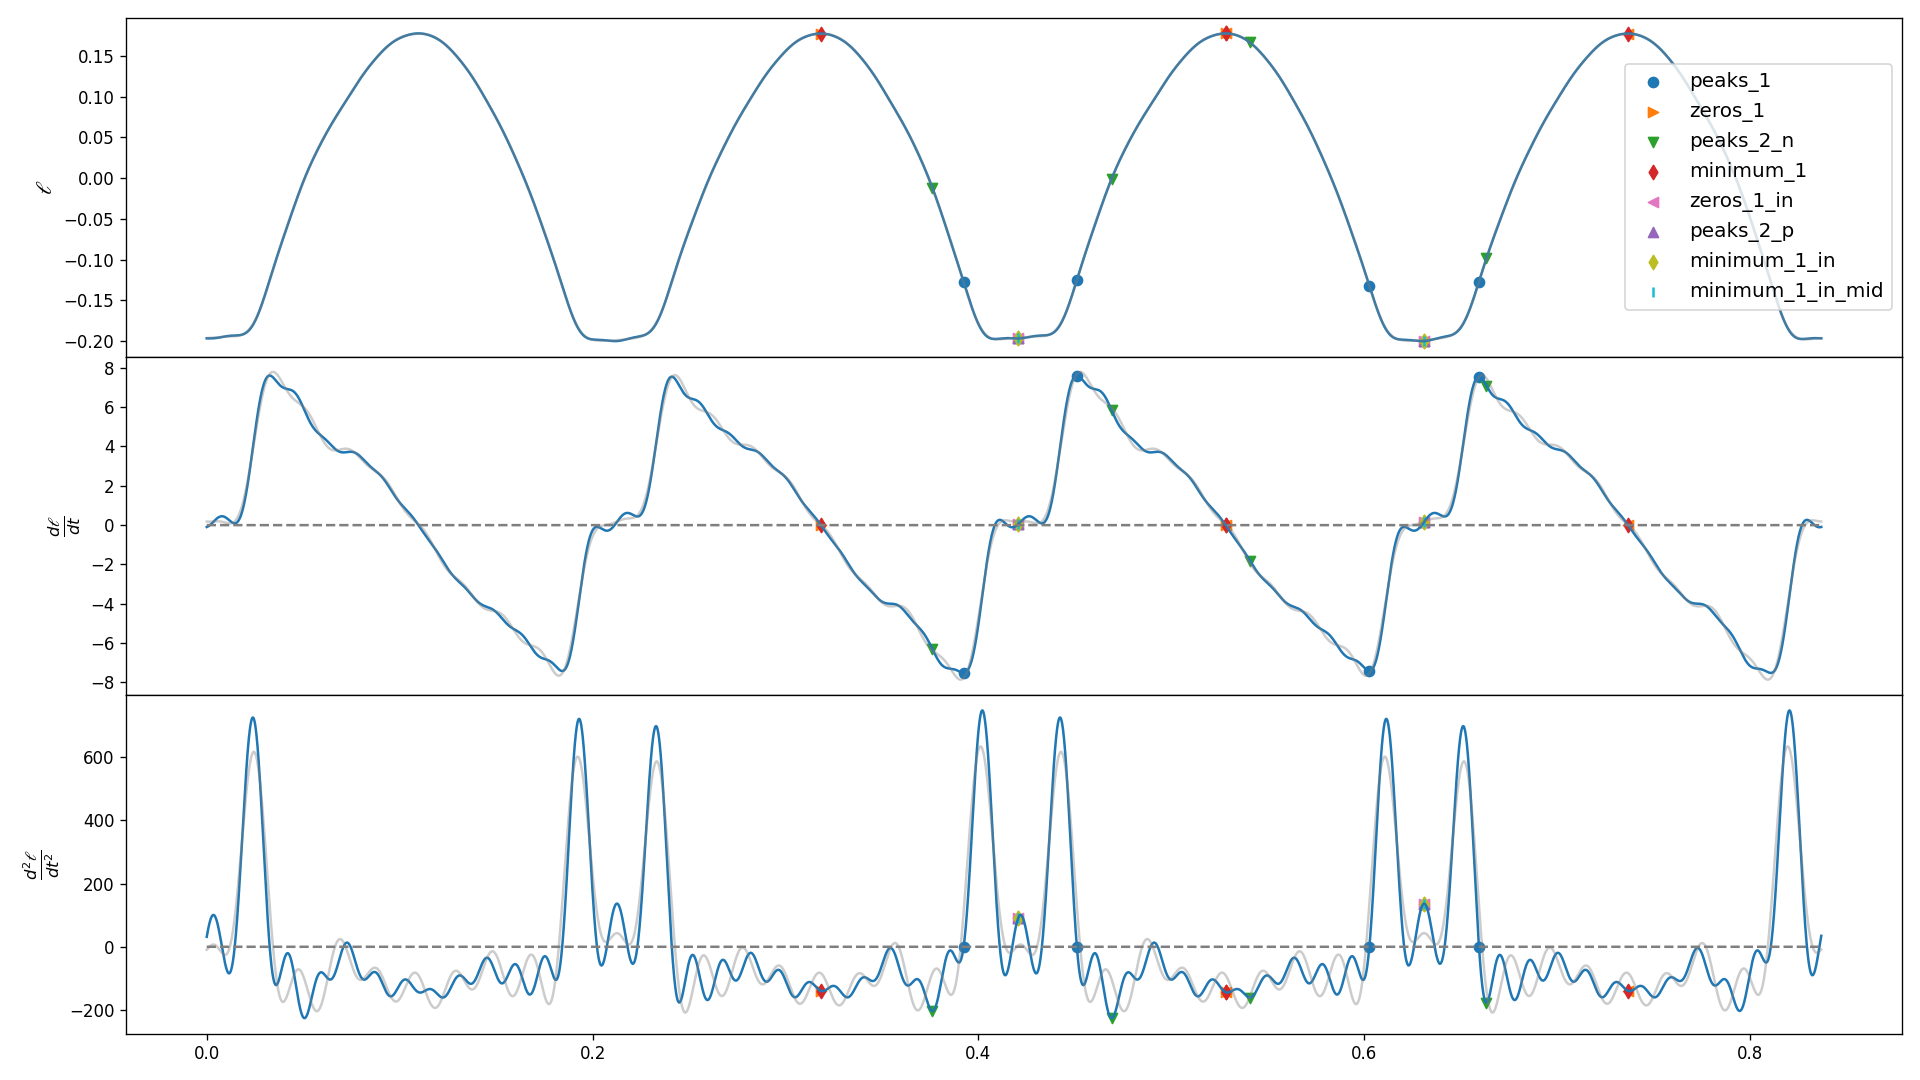 0.15
0.10
0.05
0.00
−0.05
−0.10
−0.15
−0.20
ℓ
peaks_1
zeros_1
peaks_2_n
minimum_1
zeros_1_in
peaks_2_p
minimum_1_in
minimum_1_in_mid
8
6
4
2
0
−2
−4
−6
−8
dℓ
dt
600
400
200
0
−200
d²ℓ
dt²
0.0 0.2 0.4 0.6 0.8